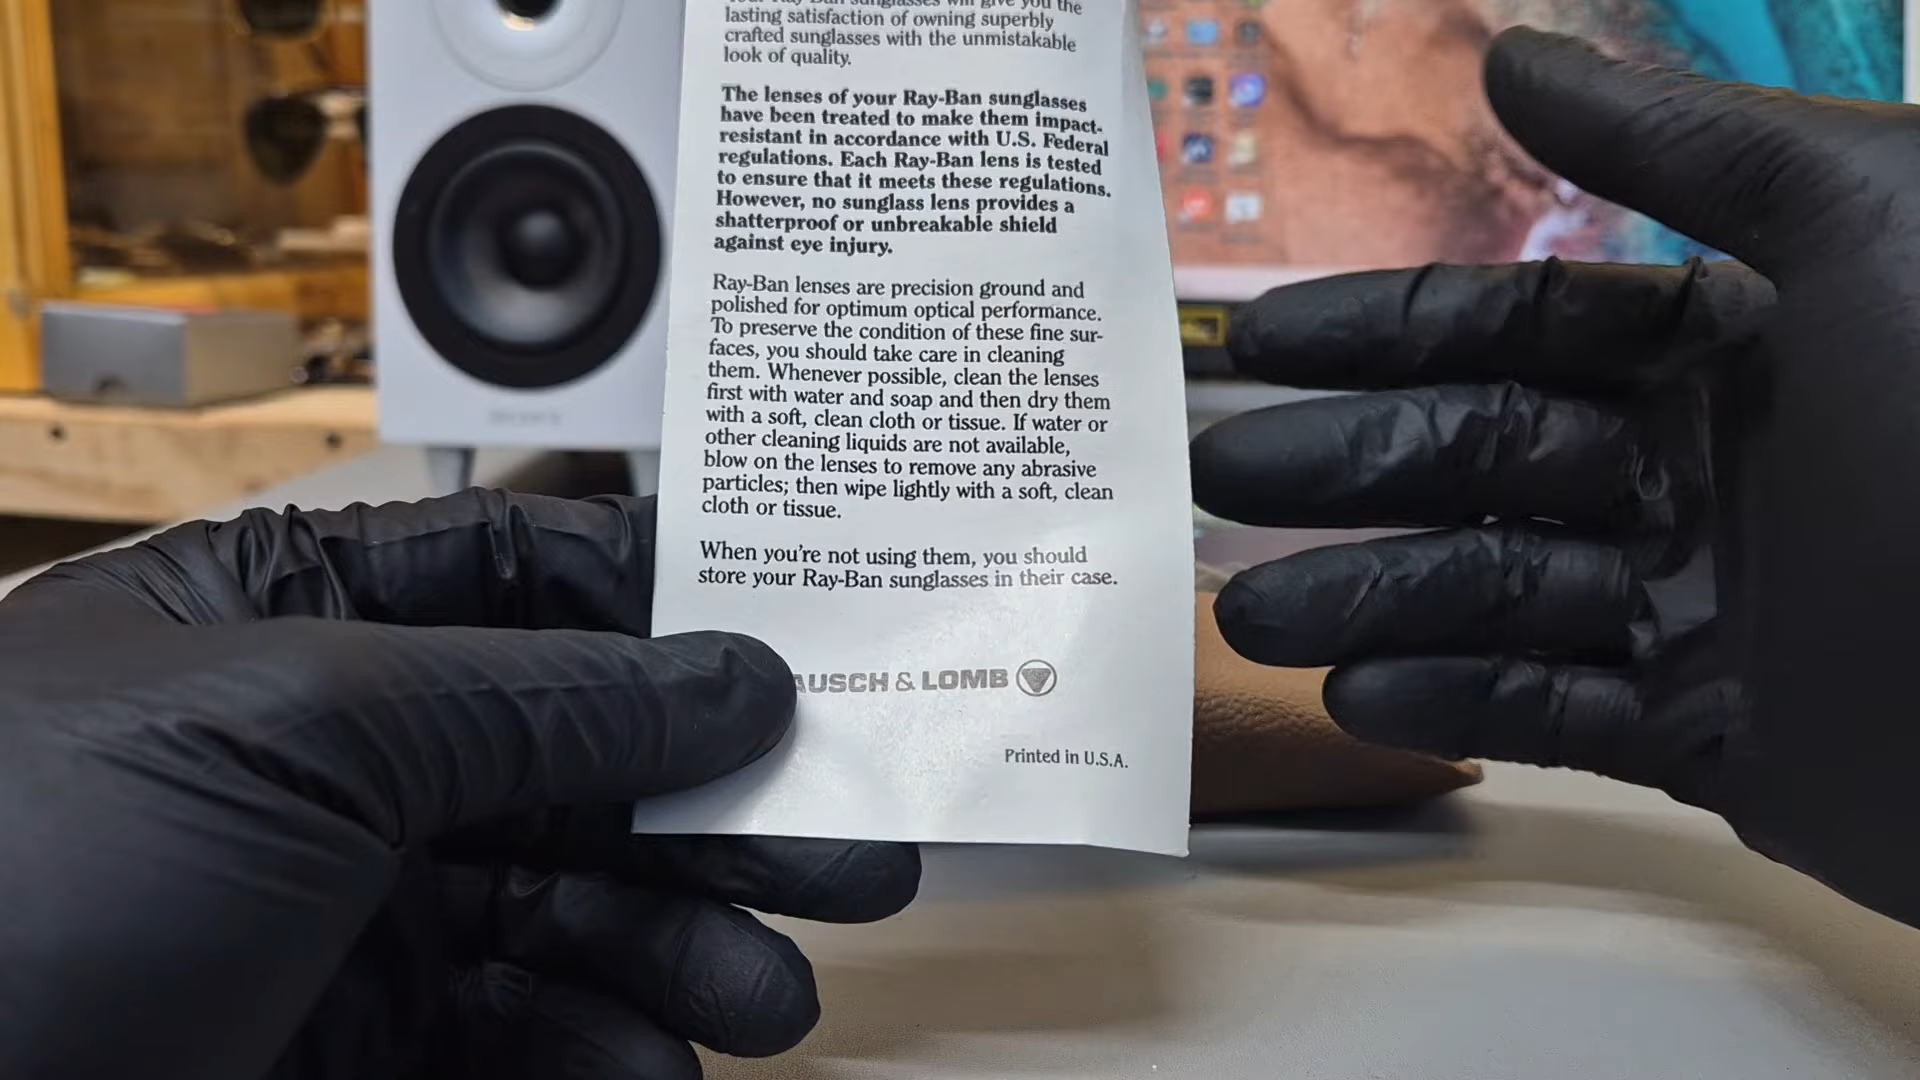 Your Ray-Ban sunglasses will give you the
lasting satisfaction of owning superbly
crafted sunglasses with the unmistakable
look of quality.
The lenses of your Ray-Ban sunglasses
have been treated to make them impact-
resistant in accordance with U.S. Federal
regulations. Each Ray-Ban lens is tested
to ensure that it meets these regulations.
However, no sunglass lens provides a
shatterproof or unbreakable shield
against eye injury.
Ray-Ban lenses are precision ground and
polished for optimum optical performance.
To preserve the condition of these fine sur-
faces, you should take care in cleaning
them. Whenever possible, clean the lenses
first with water and soap and then dry them
with a soft, clean cloth or tissue. If water or
other cleaning liquids are not available,
blow on the lenses to remove any abrasive
particles; then wipe lightly with a soft, clean
cloth or tissue.
When you're not using them, you should
store your Ray-Ban sunglasses in their case.
AUSCH & LOMB
Printed in U.S.A.